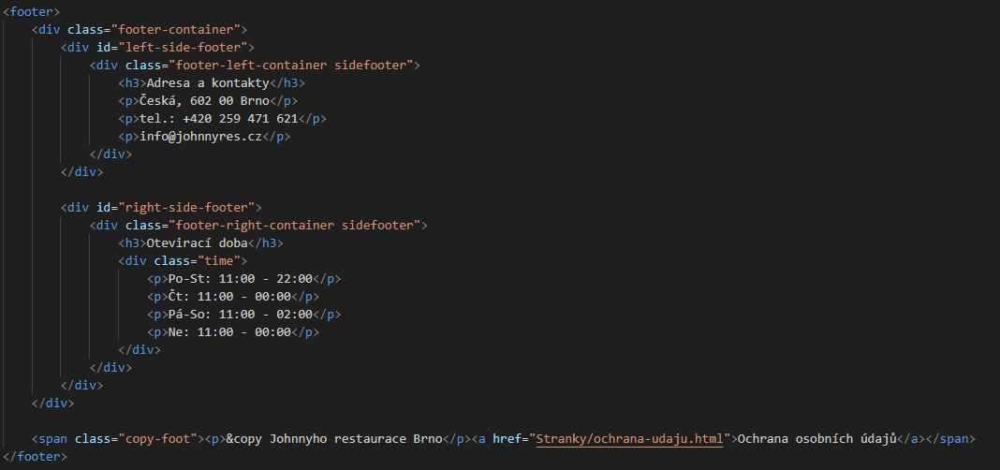 <footer>
<div class="footer-container">
<div id="left-side-footer">
<div class="footer-left-container sidefooter">
<h3>Adresa a kontakty</h3>
<p>Česká, 602 00 Brno</p>
<p>tel.: +420 259 471 621</p>
<p>info@johnnyres.cz</p>
</div>
</div>
<div id="right-side-footer">
<div class="footer-right-container sidefooter">
<h3>Otevirací doba</h3>
<div class="time">
<p>Po-St: 11:00 - 22:00</p>
<p>Čt: 11:00 - 00:00</p>
<p>Pá-So: 11:00 - 02:00</p>
<p>Ne: 11:00 - 00:00</p>
</div>
</div>
</div>
</div>
<span class="copy-foot"><p>&copy Johnnyho restaurace Brno</p><a href="Stranky/ochrana-udaju.html">Ochrana osobních údajů</a></span>
</footer>